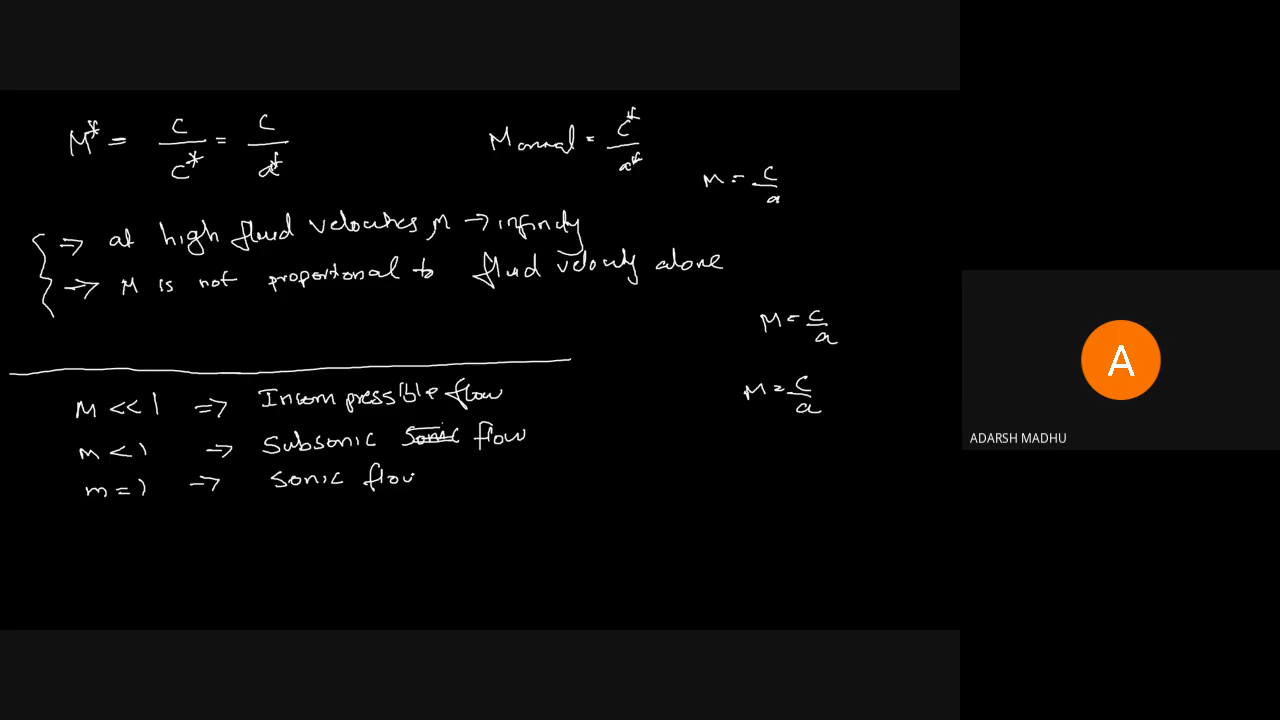 M* = c/c* = c/a*
M = c*/a*
M = c/a
⇒ at high fluid velocites, M → infinity
→ M is not proportional to fluid velocity alone
M = c/a
M = c/a
M << 1 ⇒ Incompressible flow
m < 1 → Subsonic sonic flow
m = 1 → sonic flow
A
ADARSH MADHU